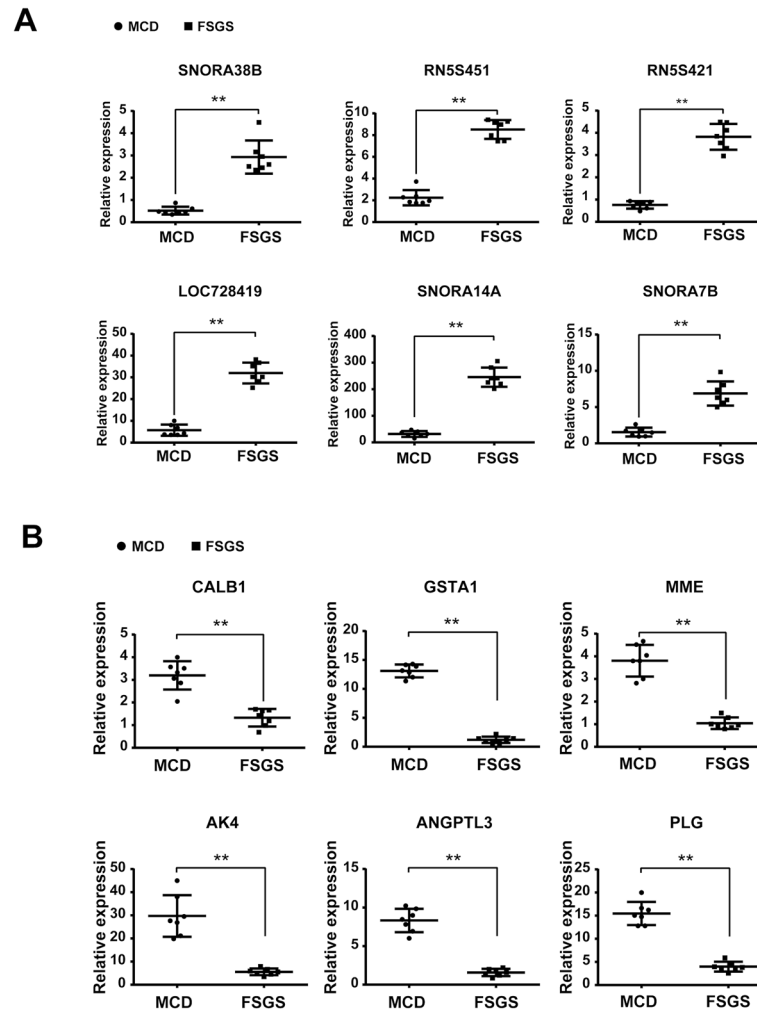 A
● MCD ■ FSGS
SNORA38B
RN5S451
RN5S421
Relative expression
5
4
3
2
1
0
**
MCD
FSGS
Relative expression
10
8
6
4
2
0
**
MCD
FSGS
Relative expression
5
4
3
2
1
0
**
MCD
FSGS
LOC728419
SNORA14A
SNORA7B
Relative expression
50
40
30
20
10
0
**
MCD
FSGS
Relative expression
400
300
200
100
0
**
MCD
FSGS
Relative expression
15
10
5
0
**
MCD
FSGS
B
● MCD ■ FSGS
CALB1
GSTA1
MME
Relative expression
5
4
3
2
1
0
**
MCD
FSGS
Relative expression
20
15
10
5
0
**
MCD
FSGS
Relative expression
5
4
3
2
1
0
**
MCD
FSGS
AK4
ANGPTL3
PLG
Relative expression
50
40
30
20
10
0
**
MCD
FSGS
Relative expression
15
10
5
0
**
MCD
FSGS
Relative expression
25
20
15
10
5
0
**
MCD
FSGS